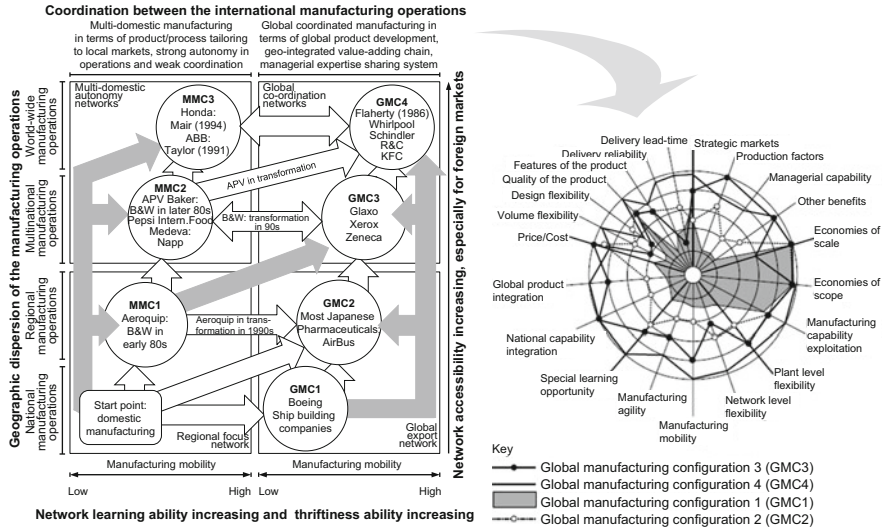 Coordination between the international manufacturing operations
Multi-domestic manufacturing
in terms of product/process tailoring
to local markets, strong autonomy in
operations and weak coordination
Global coordinated manufacturing in
terms of global product development,
geo-integrated value-adding chain,
managerial expertise sharing system
Geographic dispersion of the manufacturing operations
World-wide
manufacturing
operations
Multinational
manufacturing
operations
Regional
manufacturing
operations
National
manufacturing
operations
Multi-domestic
autonomy
networks
MMC3
Honda:
Mair (1994)
ABB:
Taylor (1991)
Global
co-ordination
networks
GMC4
Flaherty (1986)
Whirlpool
Schindler
R&C
KFC
APV in transformation
MMC2
APV Baker:
B&W in later 80s
Pepsi Intern.Food
Medeva:
Napp
B&W: transformation
in 90s
GMC3
Glaxo
Xerox
Zeneca
MMC1
Aeroquip:
B&W in
early 80s
Aeroquip in trans-
formation in 1990s
GMC2
Most Japanese
Pharmaceuticals
AirBus
Start point:
domestic
manufacturing
Regional focus
network
GMC1
Boeing
Ship building
companies
Global
export
network
Network accessibility increasing, especially for foreign markets
Manufacturing mobility
Manufacturing mobility
Low
High
Low
High
Network learning ability increasing and thriftiness ability increasing
Delivery lead-time
Strategic markets
Delivery reliability
Production factors
Features of the product
Managerial capability
Quality of the product
Other benefits
Design flexibility
Volume flexibility
Economies of
scale
Price/Cost
Global product
integration
Economies of
scope
National capability
integration
Manufacturing
capability
exploitation
Special learning
opportunity
Plant level
flexibility
Manufacturing
agility
Network level
flexibility
Manufacturing
mobility
Key
Global manufacturing configuration 3 (GMC3)
Global manufacturing configuration 4 (GMC4)
Global manufacturing configuration 1 (GMC1)
Global manufacturing configuration 2 (GMC2)